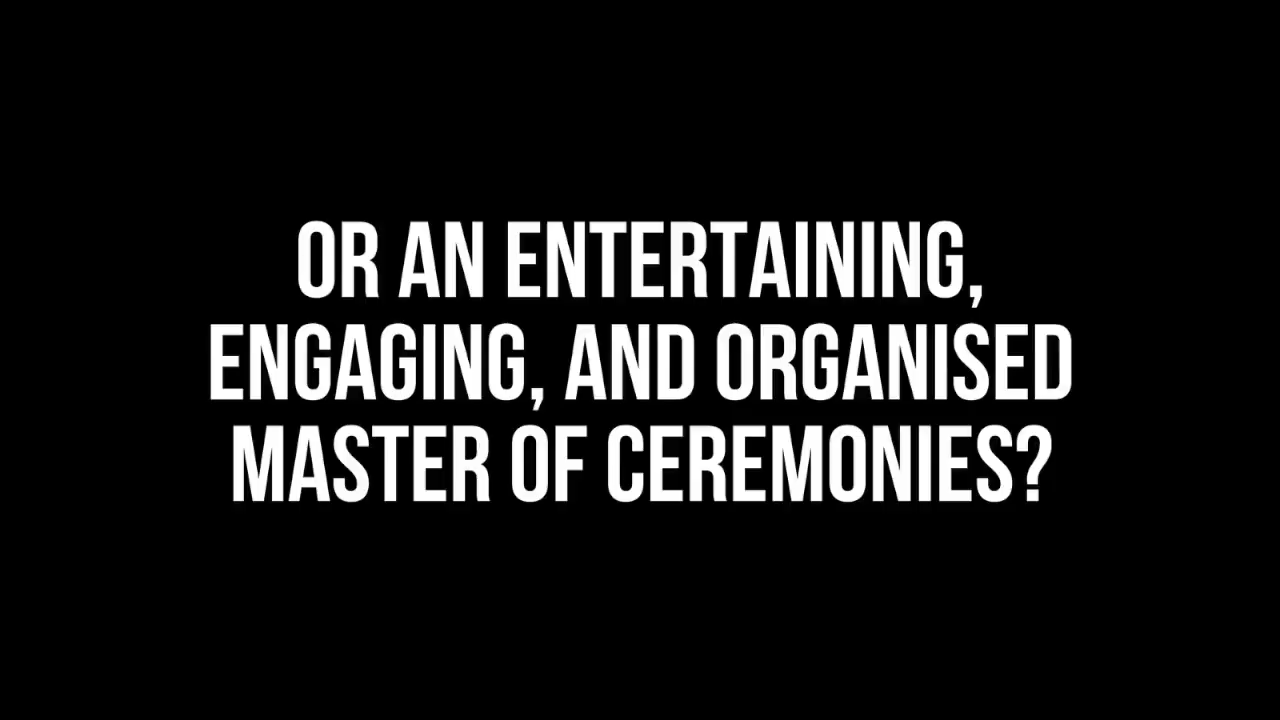 OR AN ENTERTAINING,
ENGAGING, AND ORGANISED
MASTER OF CEREMONIES?